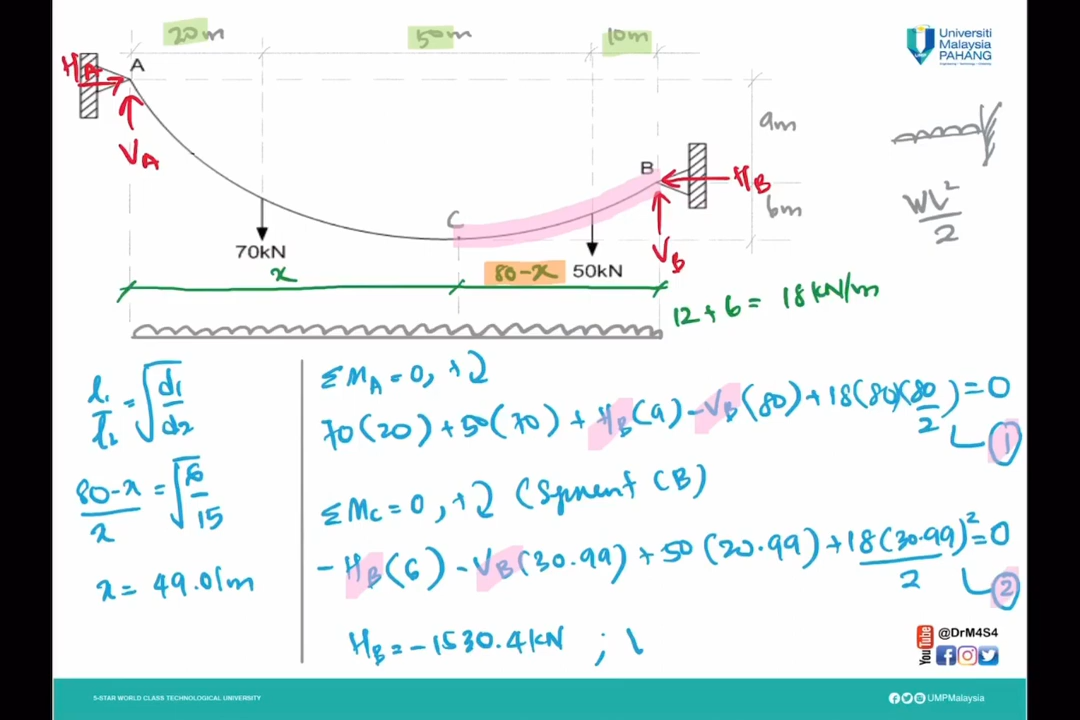 20m 50m 10m
Universiti
Malaysia
PAHANG
HA A
9m
VA
B
HB
6m
C
WL²/2
70kN
x
80-x
50kN
VB
12+6= 18kN/m
l₁/l₂ = √(d₁/d₂)
ΣMA=0, +↻
70(20)+50(70)+HB(9)-VB(80)+18(80)(80/2)=0
1
(80-x)/x = √(6/15)
ΣMc=0, +↻ (Segment CB)
-HB(6)-VB(30.99)+50(20.99)+18(30.99)²/2=0
2
x= 49.01m
HB=-1530.4kN ;
YouTube @DrM4S4
5-STAR WORLD CLASS TECHNOLOGICAL UNIVERSITY
UMPMalaysia